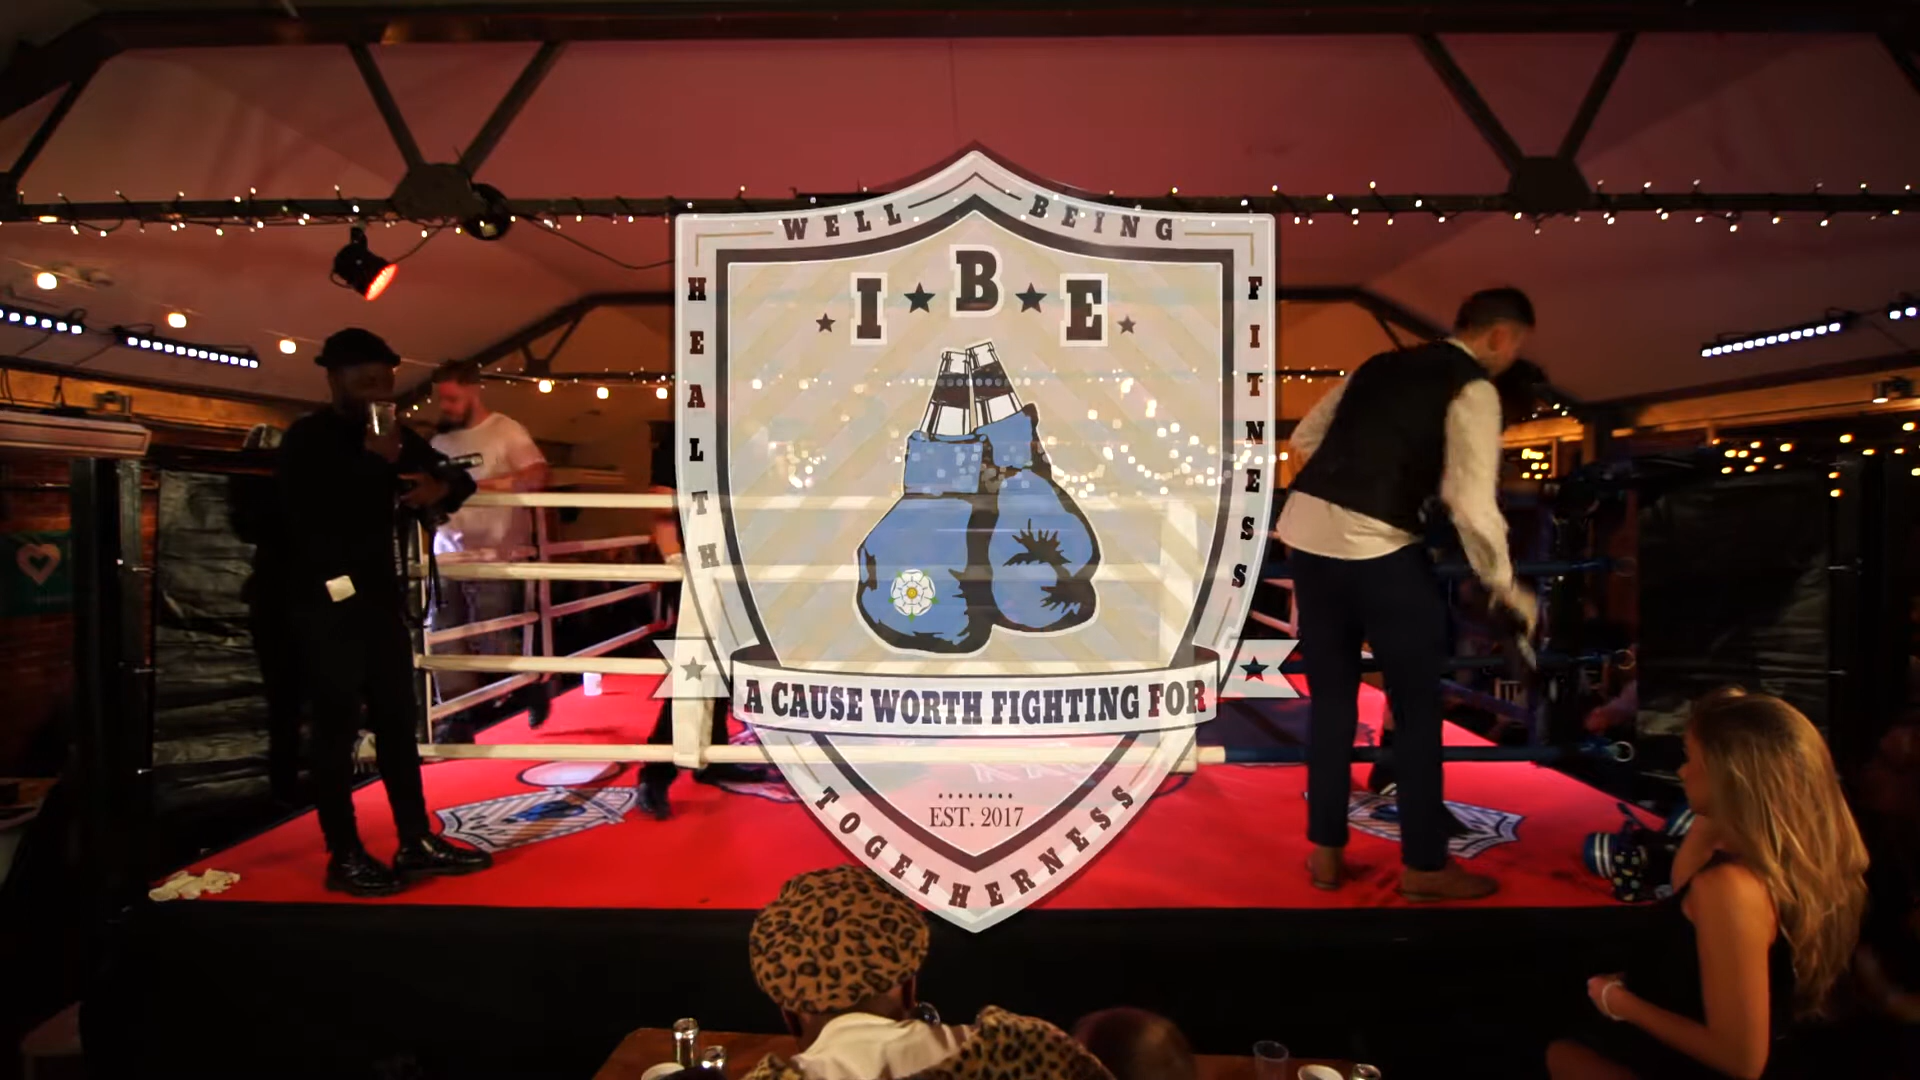 WELL BEING
HEALTH
FITNESS
I★B★E
A CAUSE WORTH FIGHTING FOR
EST. 2017
TOGETHERNESS